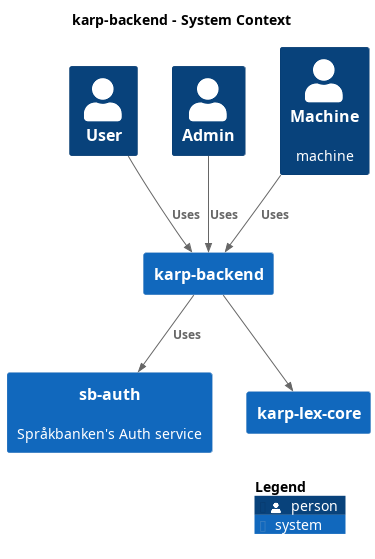 karp-backend - System Context
User
Admin
Machine
machine
Uses
Uses
Uses
karp-backend
Uses
sb-auth
Språkbanken's Auth service
karp-lex-core
Legend
person
system